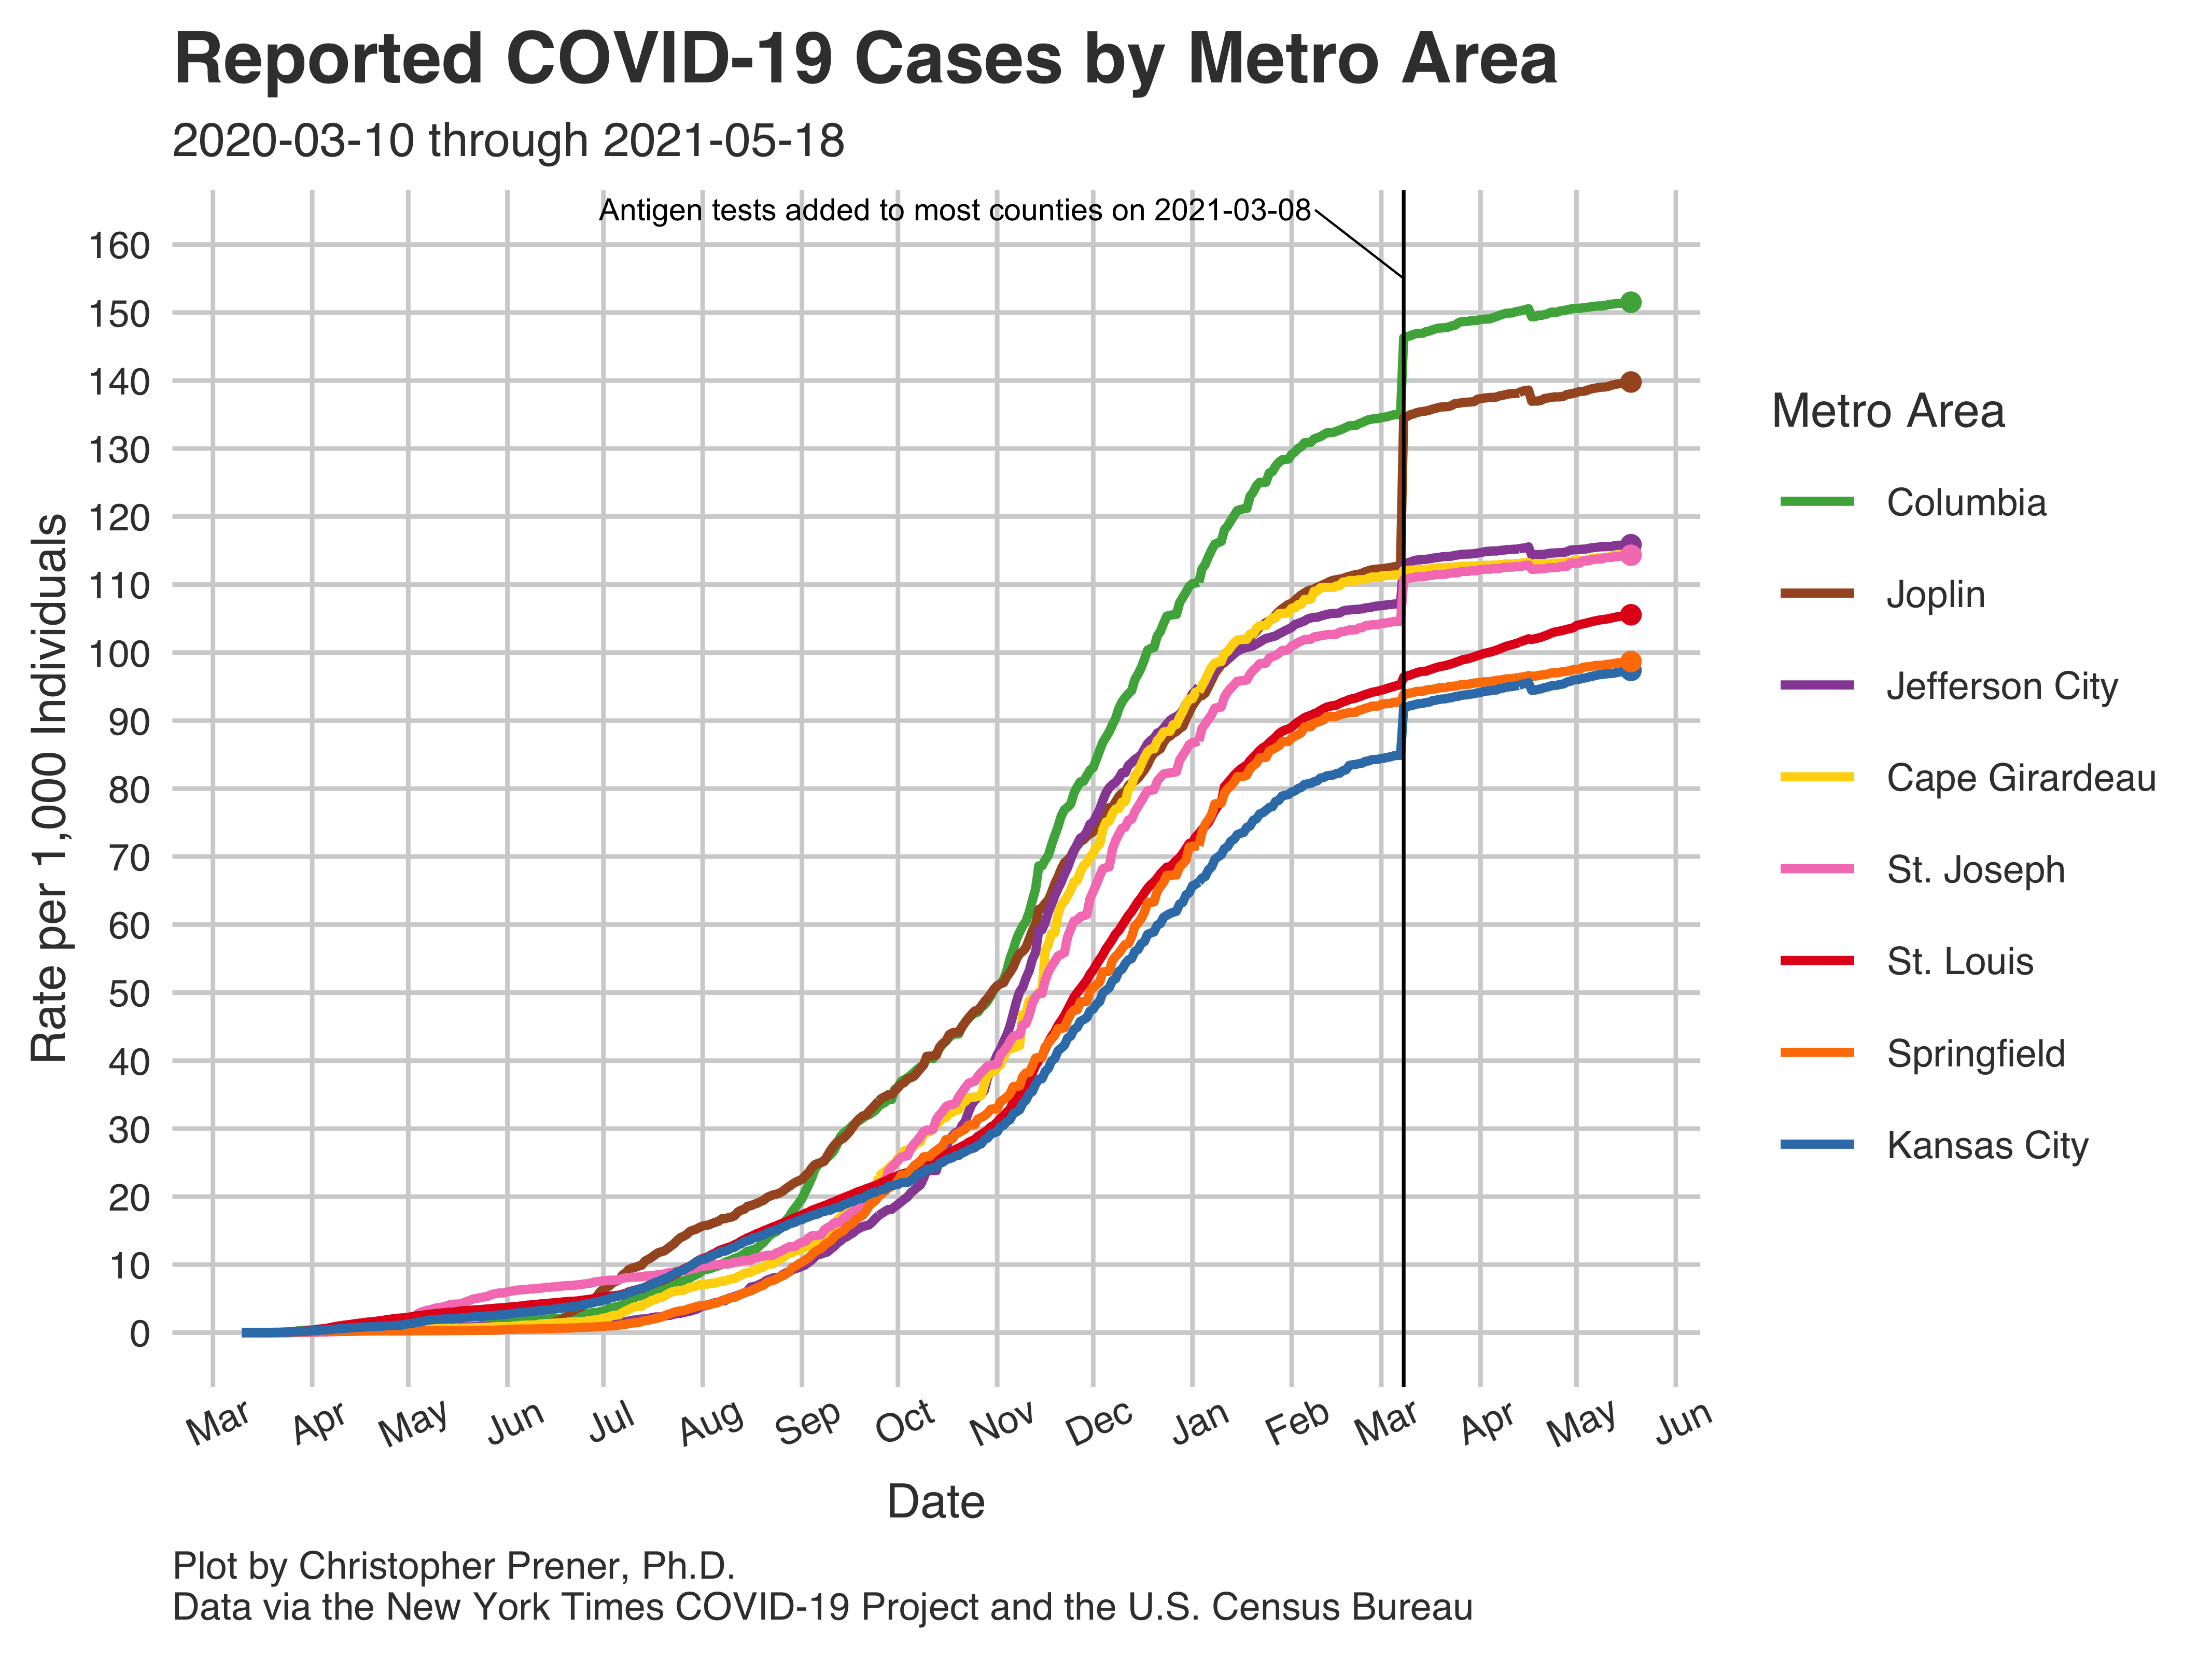 Reported COVID-19 Cases by Metro Area
2020-03-10 through 2021-05-18
Antigen tests added to most counties on 2021-03-08
160
150
140
130
120
110
100
90
80
70
60
50
40
30
20
10
0
Rate per 1,000 Individuals
Mar
Apr
May
Jun
Jul
Aug
Sep
Oct
Nov
Dec
Jan
Feb
Mar
Apr
May
Jun
Date
Metro Area
Columbia
Joplin
Jefferson City
Cape Girardeau
St. Joseph
St. Louis
Springfield
Kansas City
Plot by Christopher Prener, Ph.D.
Data via the New York Times COVID-19 Project and the U.S. Census Bureau